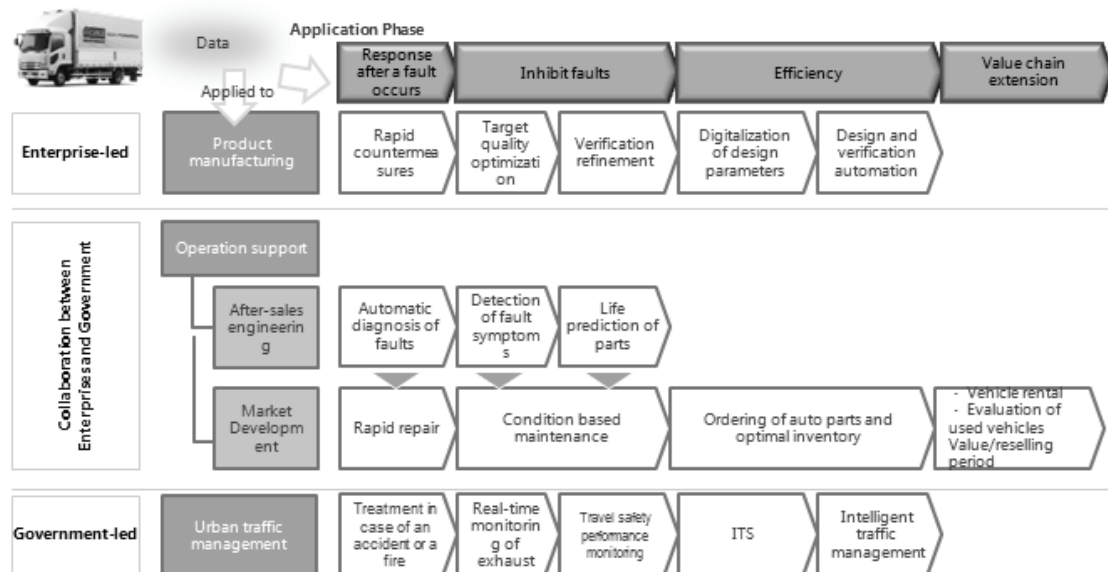 Data
Application Phase
Applied to
Response
after a fault
occurs
Inhibit faults
Efficiency
Value chain
extension
Enterprise-led
Product
manufacturing
Rapid
countermea
sures
Target
quality
optimizati
on
Verification
refinement
Digitalization
of design
parameters
Design and
verification
automation
Collaboration between
Enterprises and Government
Operation support
After-sales
engineerin
g
Automatic
diagnosis of
faults
Detection
of fault
symptom
s
Life
prediction of
parts
Market
Developm
ent
Rapid repair
Condition based
maintenance
Ordering of auto parts and
optimal inventory
- Vehicle rental
- Evaluation of
used vehicles
Value/reselling
period
Government-led
Urban traffic
management
Treatment in
case of an
accident or a
fire
Real-time
monitorin
g of
exhaust
Travel safety
performance
monitoring
ITS
Intelligent
traffic
management